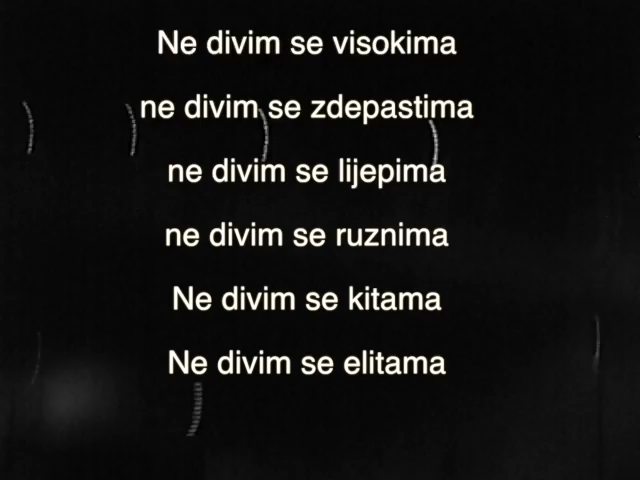 Ne divim se visokima
ne divim se zdepastima
ne divim se lijepima
ne divim se ruznima
Ne divim se kitama
Ne divim se elitama